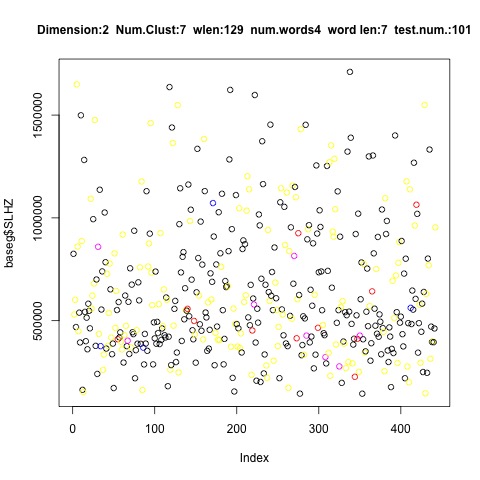 Dimension:2 Num.Clust:7 wlen:129 num.words4 word len:7 test.num.:101
baseg$SLHZ
1500000
1000000
500000
0 100 200 300 400
Index